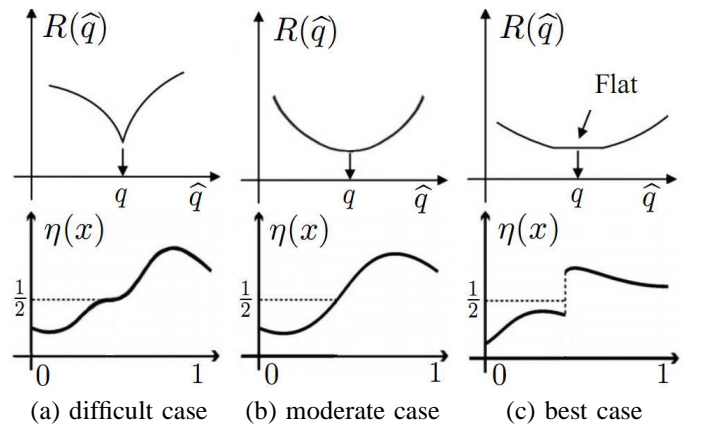 R(q̂) R(q̂) R(q̂)
Flat
q q̂ q q̂ q q̂
η(x) η(x) η(x)
1/2 1/2 1/2
0 1 0 1 0 1
(a) difficult case (b) moderate case (c) best case